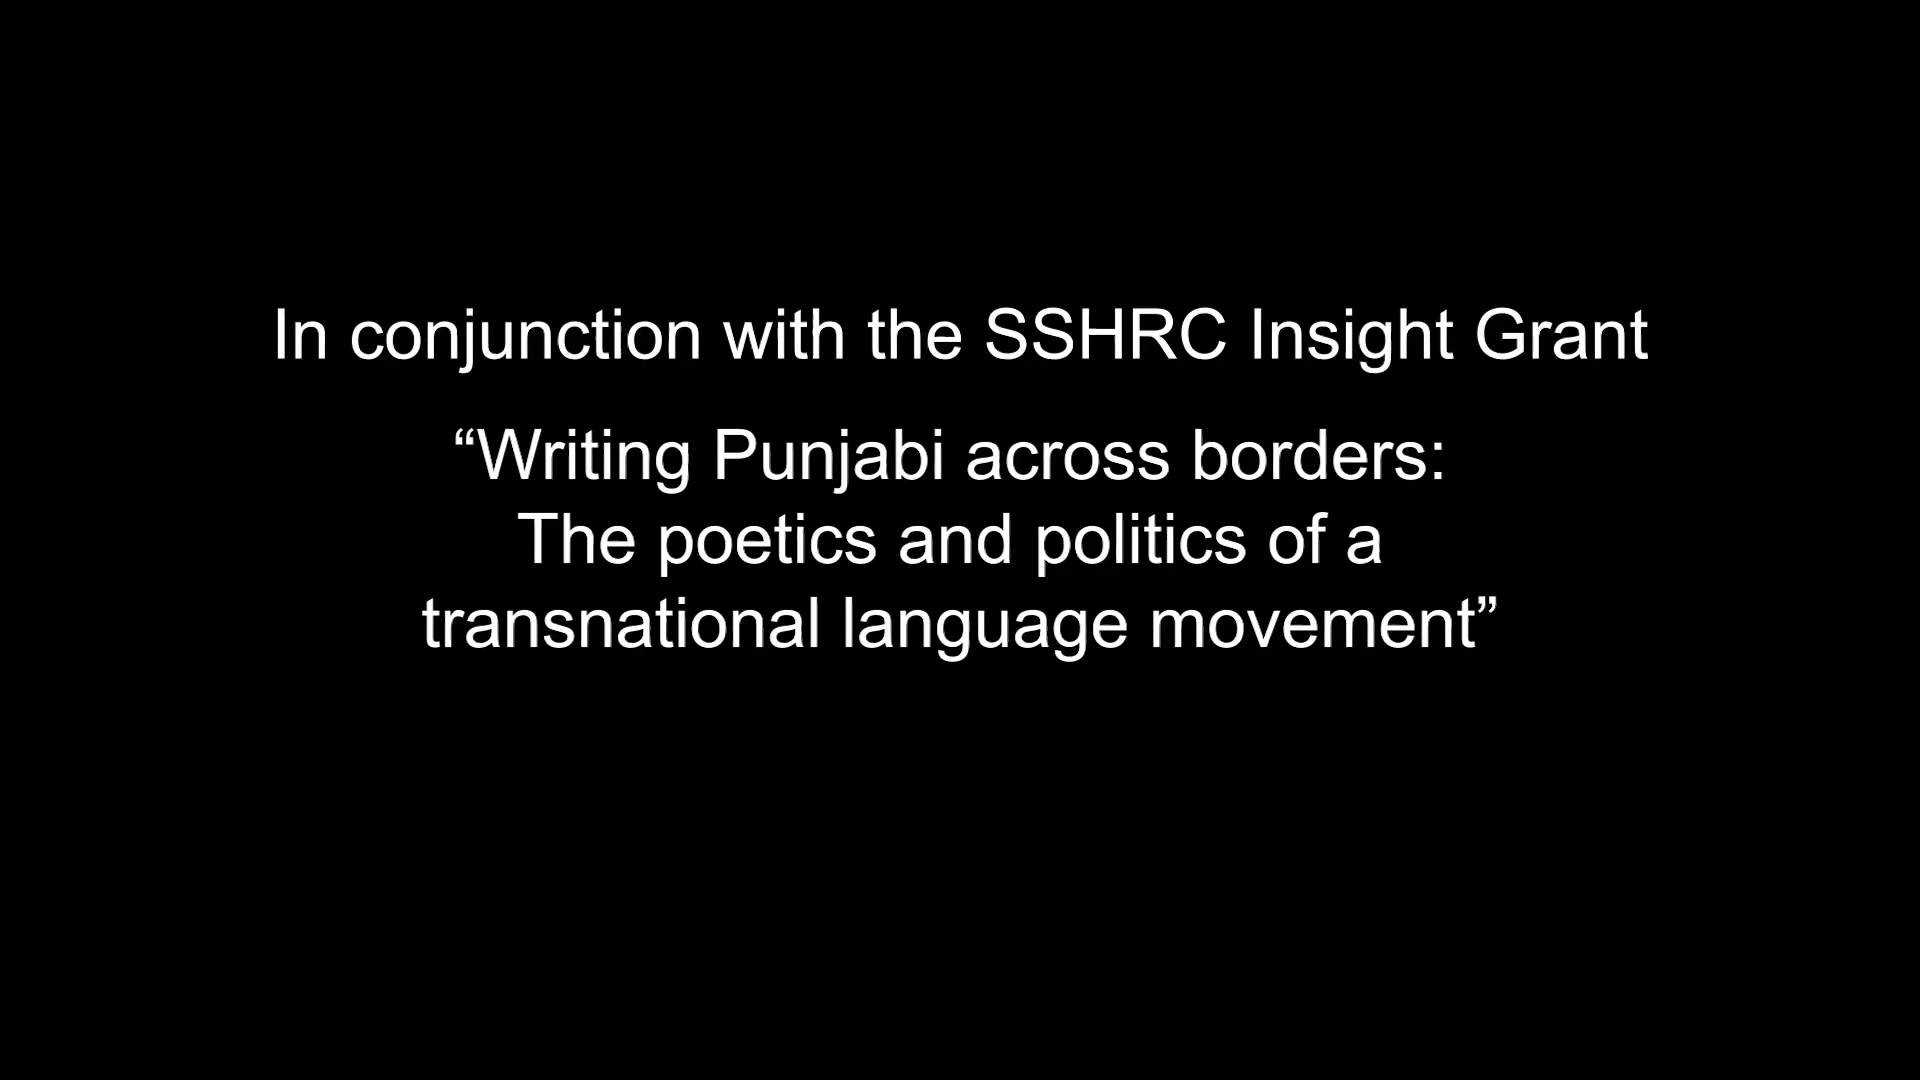 In conjunction with the SSHRC Insight Grant
“Writing Punjabi across borders:
The poetics and politics of a
transnational language movement”